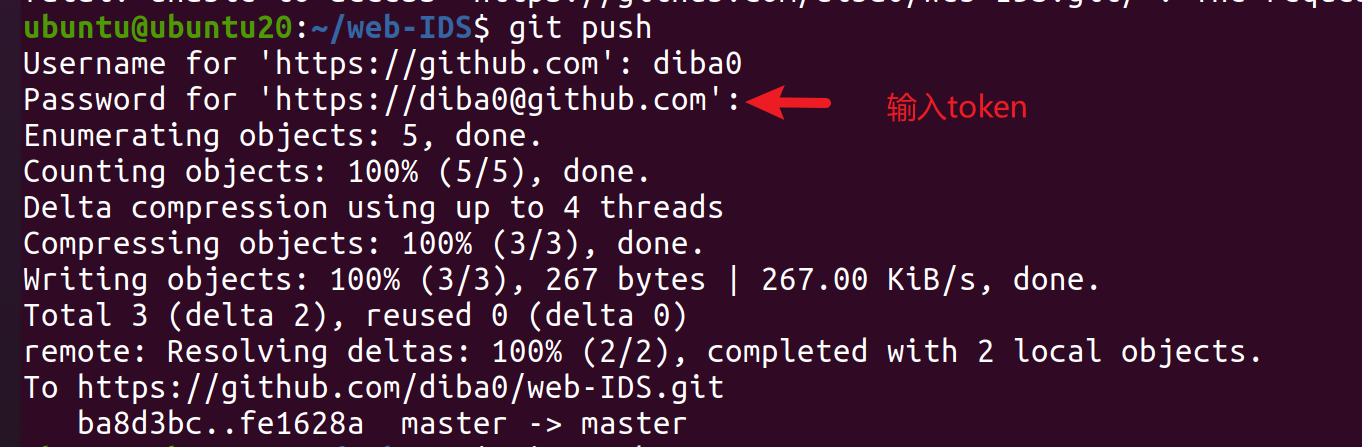 ubuntu@ubuntu20:~/web-IDS$ git push
Username for 'https://github.com': diba0
Password for 'https://diba0@github.com':
输入token
Enumerating objects: 5, done.
Counting objects: 100% (5/5), done.
Delta compression using up to 4 threads
Compressing objects: 100% (3/3), done.
Writing objects: 100% (3/3), 267 bytes | 267.00 KiB/s, done.
Total 3 (delta 2), reused 0 (delta 0)
remote: Resolving deltas: 100% (2/2), completed with 2 local objects.
To https://github.com/diba0/web-IDS.git
ba8d3bc..fe1628a master -> master